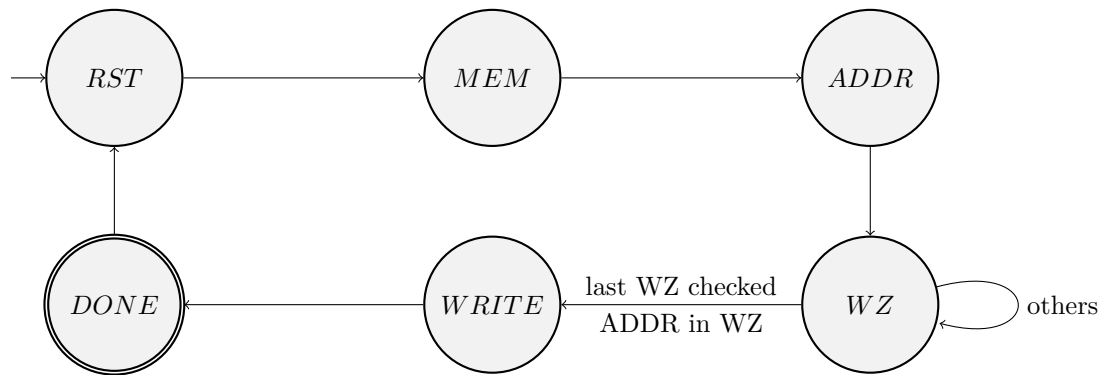 RST
MEM
ADDR
DONE
WRITE
last WZ checked
ADDR in WZ
WZ
others